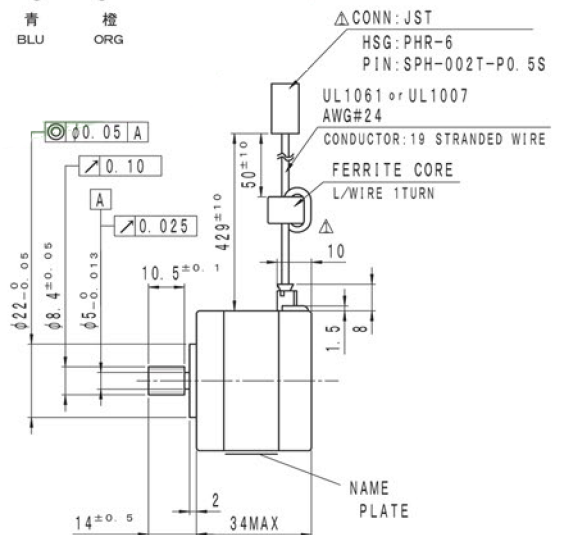 青 橙
BLU ORG
⚠CONN:JST
HSG:PHR-6
PIN:SPH-002T-P0.5S
UL1061 or UL1007
AWG#24
CONDUCTOR:19 STRANDED WIRE
FERRITE CORE
L/WIRE 1TURN
⚠
◎ ϕ0.05 A
↗ 0.10
A
↗ 0.025
50±10
429±10
10
10.5±0.1
ϕ22 0 -0.05
ϕ8.4±0.05
ϕ5 0 -0.013
1.5
8
NAME
PLATE
2
14±0.5
34MAX